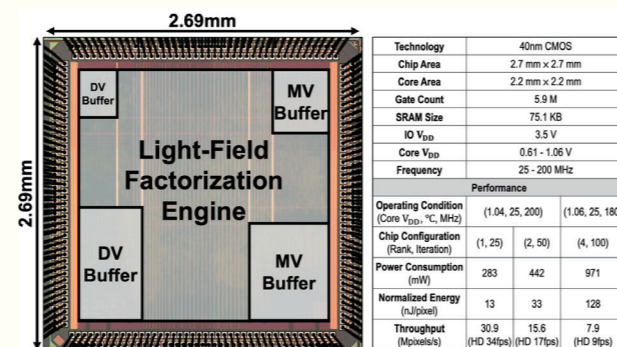 2.69mm
2.69mm
DV
Buffer
MV
Buffer
Light-Field
Factorization
Engine
DV
Buffer
MV
Buffer
Technology 40nm CMOS
Chip Area 2.7 mm x 2.7 mm
Core Area 2.2 mm x 2.2 mm
Gate Count 5.9 M
SRAM Size 75.1 KB
IO VDD 3.5 V
Core VDD 0.61 - 1.06 V
Frequency 25 - 200 MHz
Performance
Operating Condition
(Core VDD, °C, MHz) (1.04, 25, 200) (1.06, 25, 180
Chip Configuration
(Rank, Iteration) (1, 25) (2, 50) (4, 100)
Power Consumption
(mW) 283 442 971
Normalized Energy
(nJ/pixel) 13 33 128
Throughput
(Mpixels/s) 30.9 15.6 7.9
(HD 34fps) (HD 17fps) (HD 9fps)